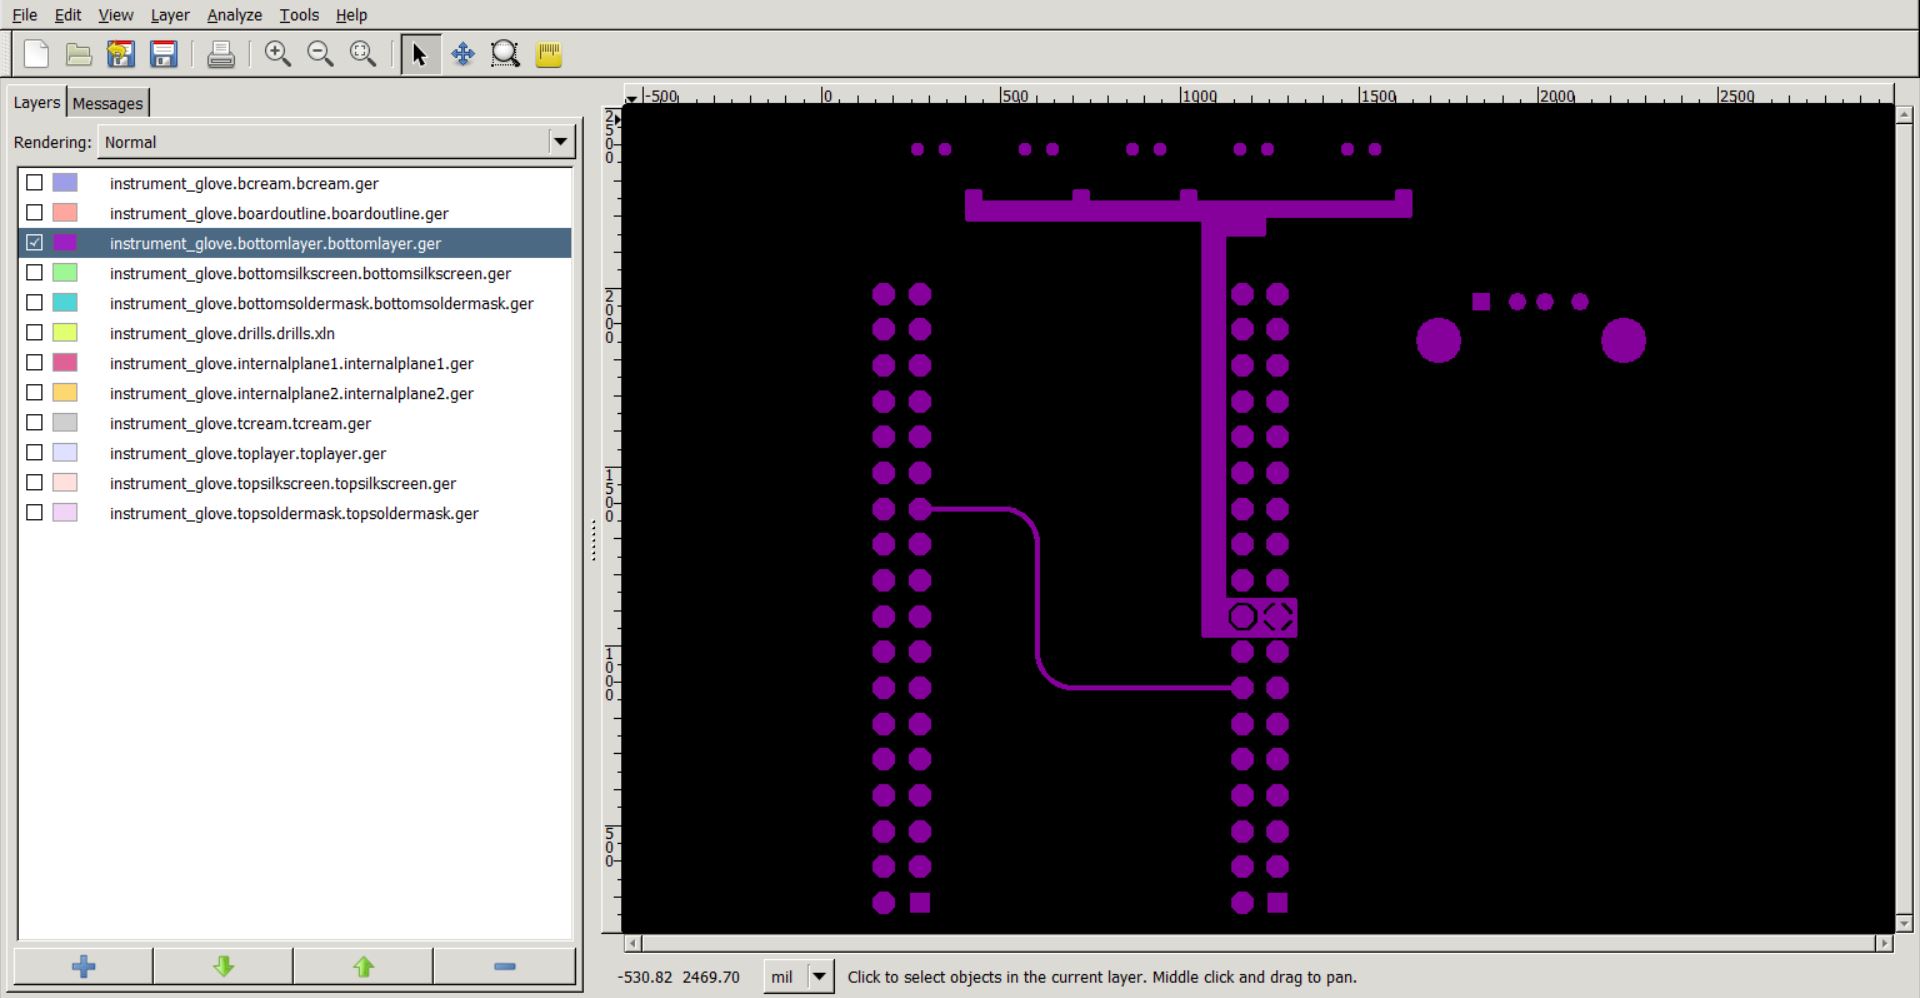 File Edit View Layer Analyze Tools Help
Layers Messages
Rendering: Normal
instrument_glove.bcream.bcream.ger
instrument_glove.boardoutline.boardoutline.ger
instrument_glove.bottomlayer.bottomlayer.ger
instrument_glove.bottomsilkscreen.bottomsilkscreen.ger
instrument_glove.bottomsoldermask.bottomsoldermask.ger
instrument_glove.drills.drills.xln
instrument_glove.internalplane1.internalplane1.ger
instrument_glove.internalplane2.internalplane2.ger
instrument_glove.tcream.tcream.ger
instrument_glove.toplayer.toplayer.ger
instrument_glove.topsilkscreen.topsilkscreen.ger
instrument_glove.topsoldermask.topsoldermask.ger
-500 0 500 1000 1500 2000 2500
2500
2000
1500
1000
500
-530.82 2469.70 mil Click to select objects in the current layer. Middle click and drag to pan.